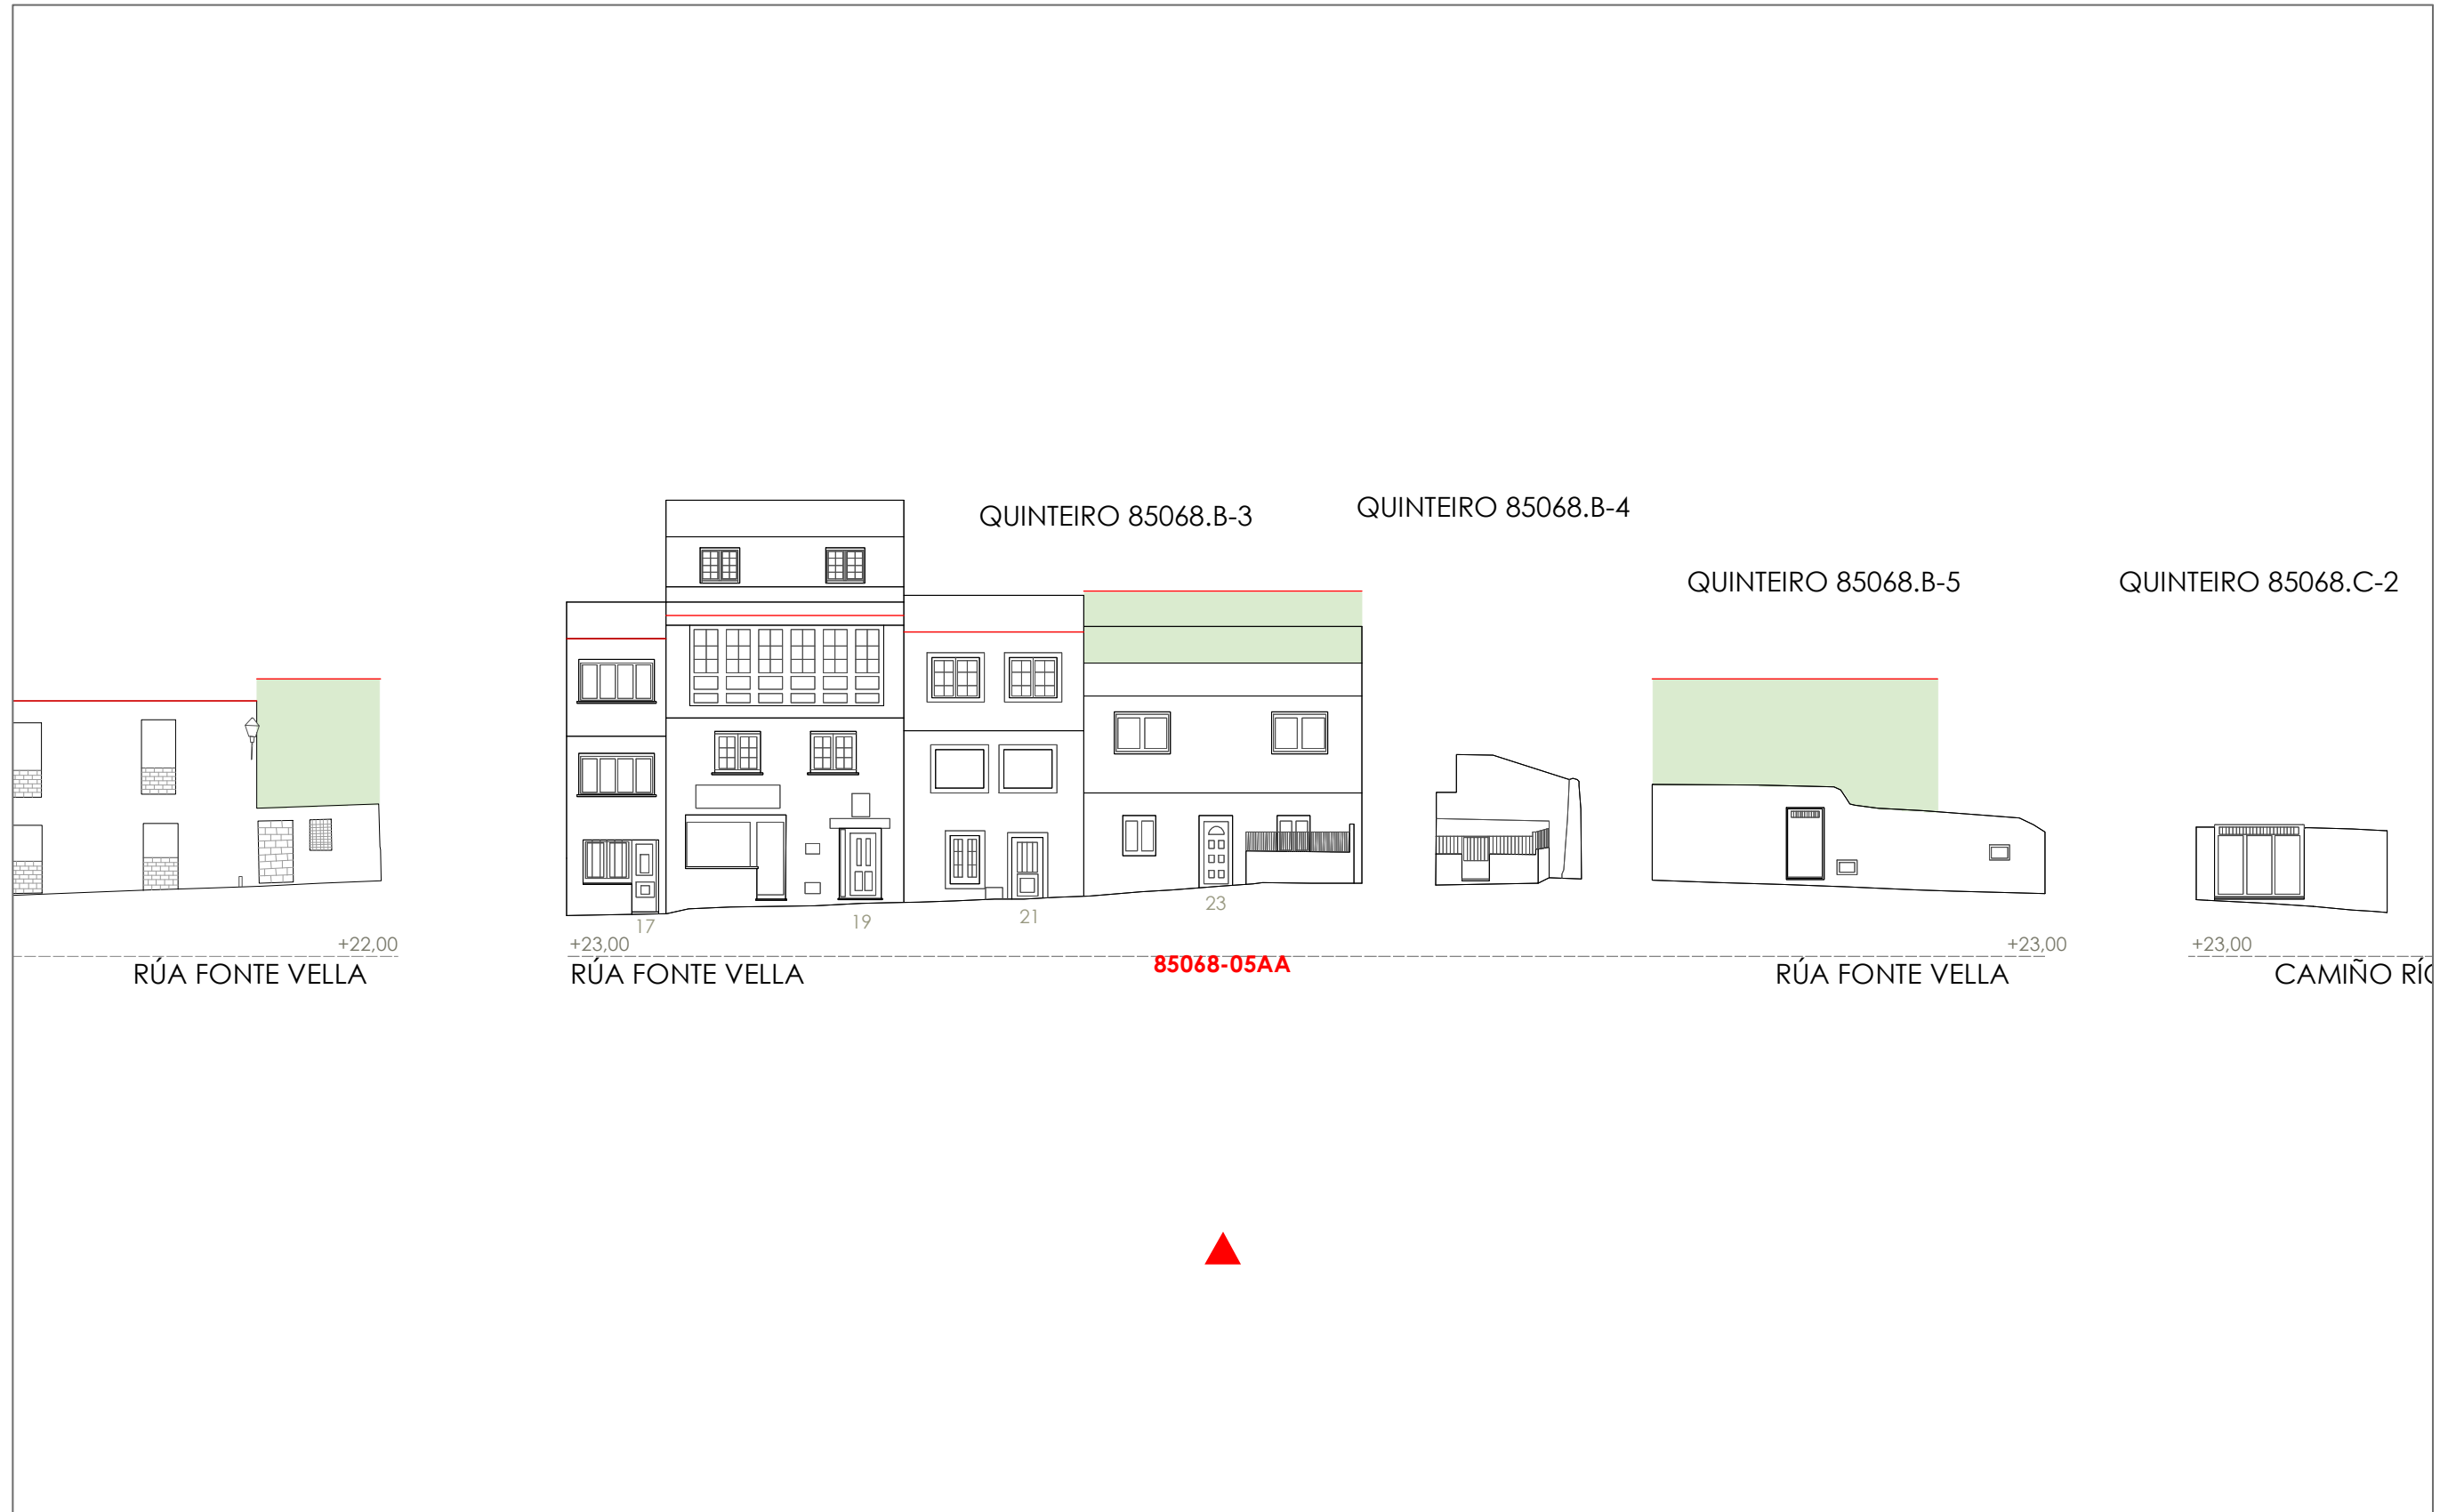 QUINTEIRO 85068.B-3
QUINTEIRO 85068.B-4
QUINTEIRO 85068.B-5
QUINTEIRO 85068.C-2
17
19
21
23
+22,00
+23,00
+23,00
+23,00
RÚA FONTE VELLA
RÚA FONTE VELLA
85068-05AA
RÚA FONTE VELLA
CAMIÑO